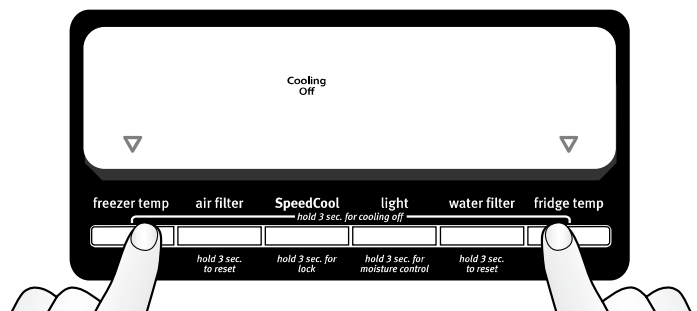 Cooling
Off
freezer temp air filter SpeedCool light water filter fridge temp
hold 3 sec. for cooling off
hold 3 sec. to reset
hold 3 sec. for lock
hold 3 sec. for moisture control
hold 3 sec. to reset